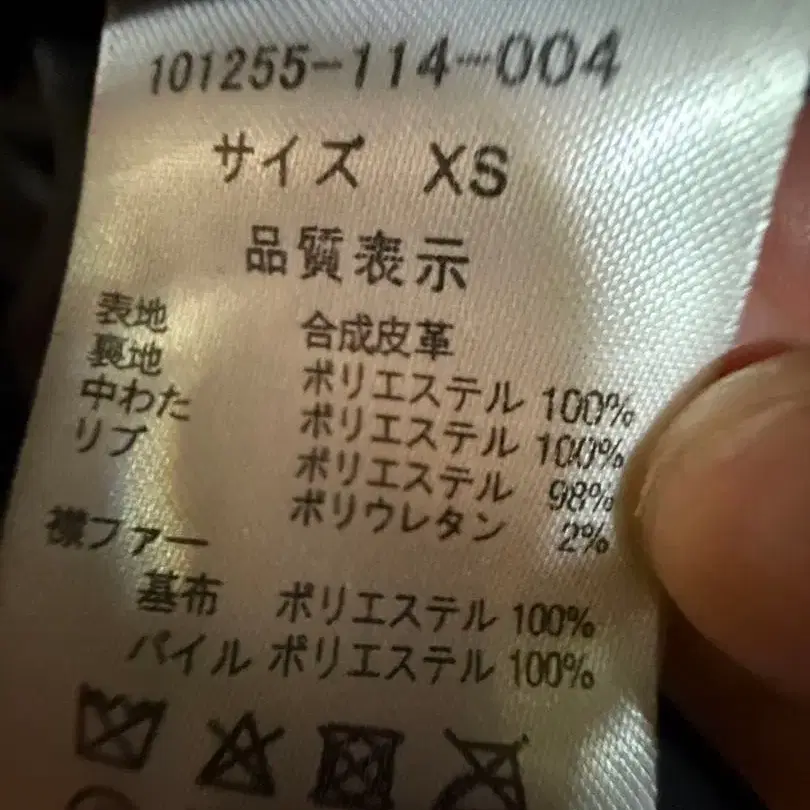 101255-114-004
サイズ XS
品質表示
表地 合成皮革
裏地 ポリエステル 100%
中わた ポリエステル 100%
リブ ポリエステル 98%
ポリウレタン 2%
襟ファー
基布 ポリエステル 100%
パイル ポリエステル 100%